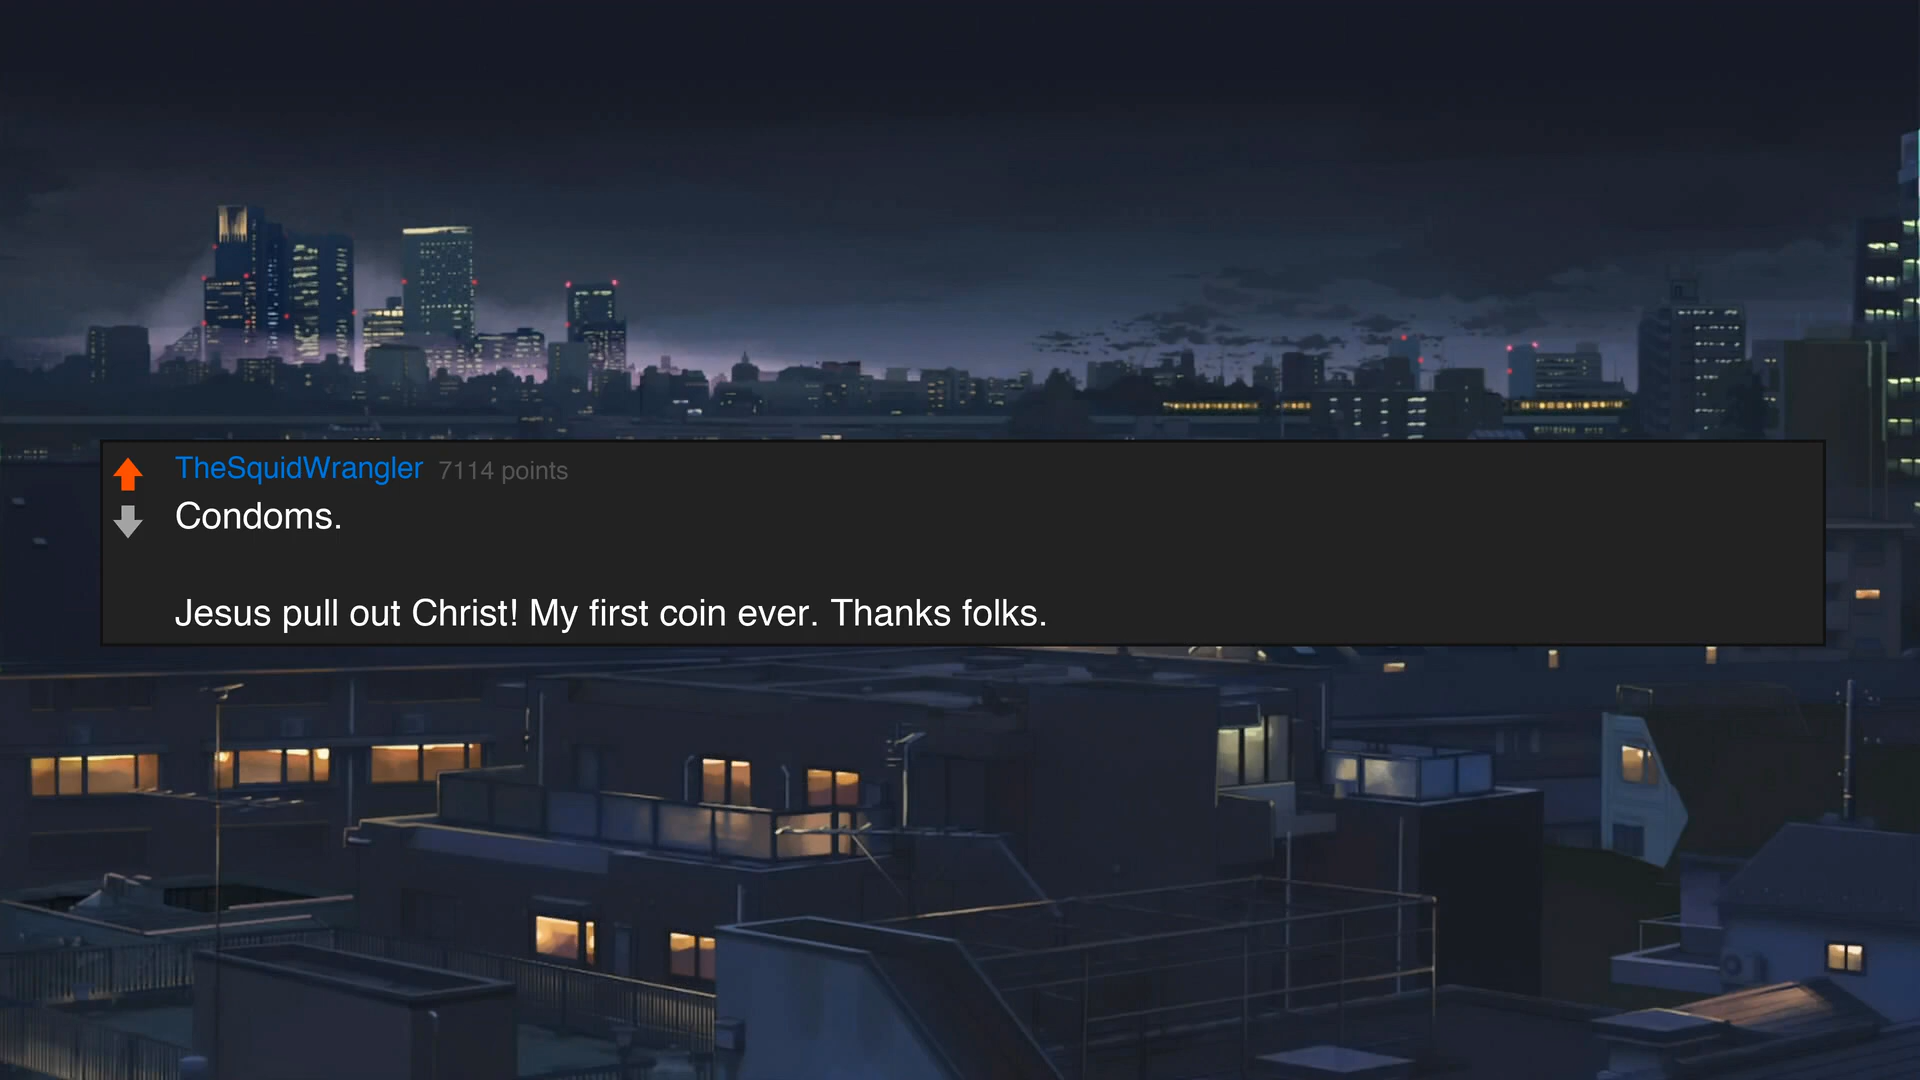 TheSquidWrangler 7114 points
Condoms.
Jesus pull out Christ! My first coin ever. Thanks folks.